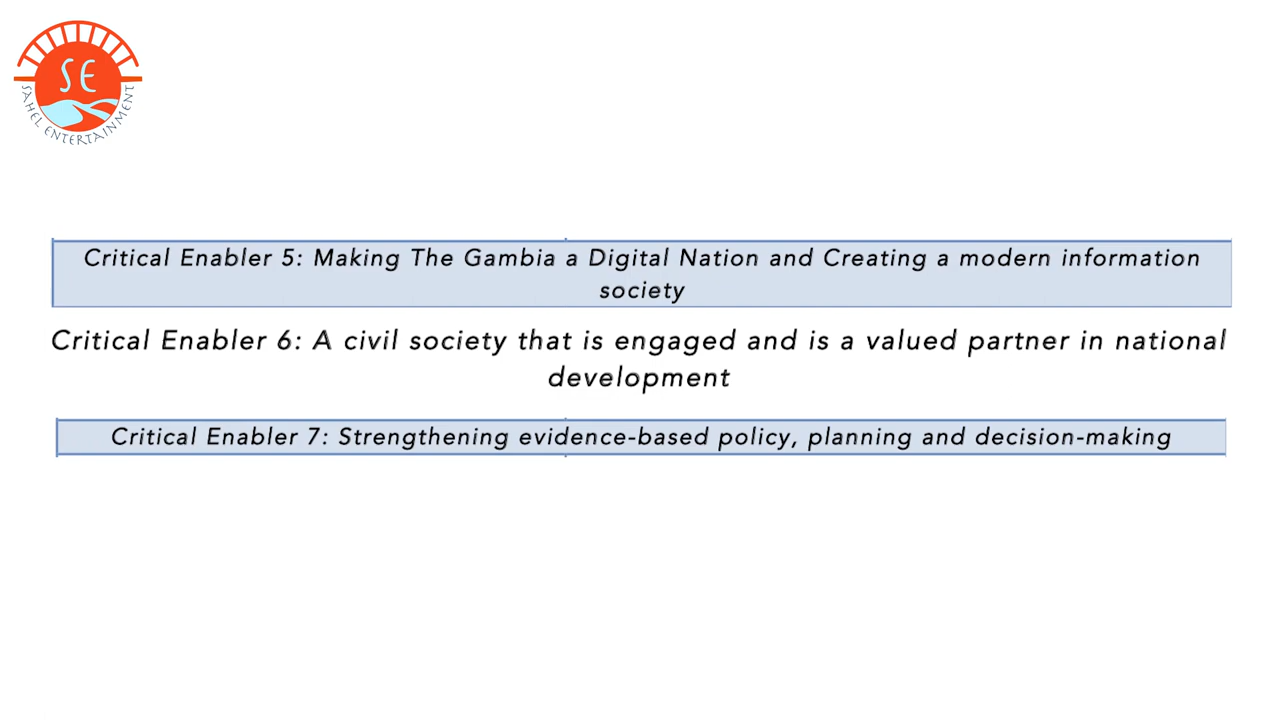 SE
SAHEL ENTERTAINMENT
Critical Enabler 5: Making The Gambia a Digital Nation and Creating a modern information
society
Critical Enabler 6: A civil society that is engaged and is a valued partner in national
development
Critical Enabler 7: Strengthening evidence-based policy, planning and decision-making